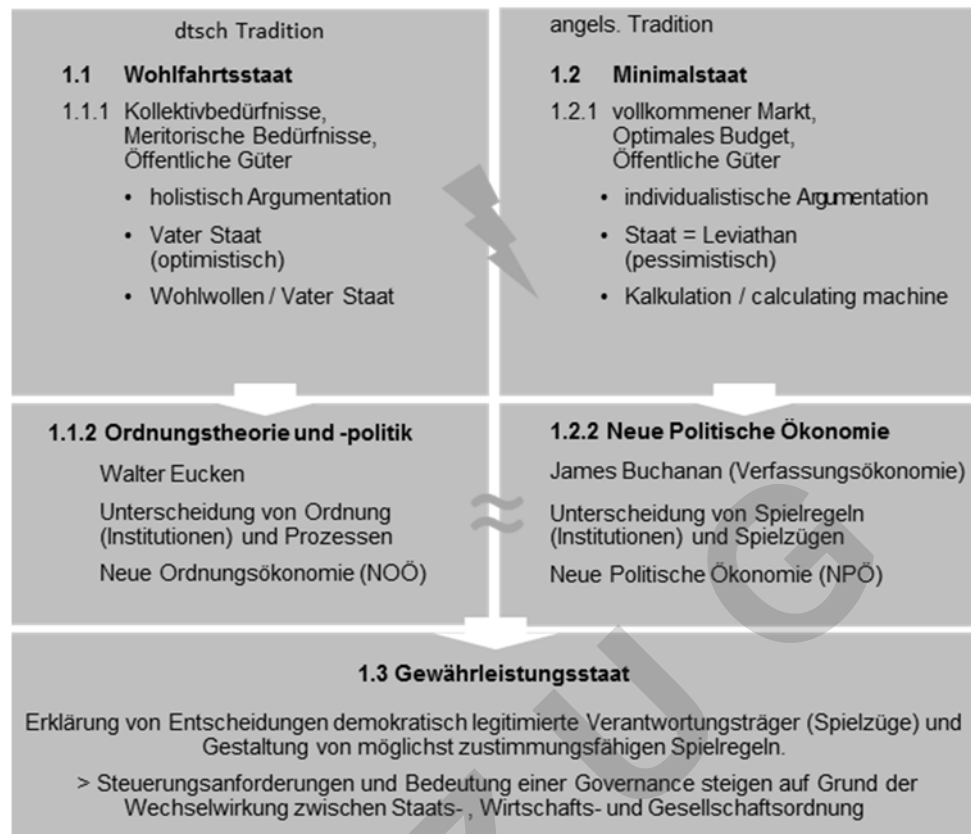 dtsch Tradition
1.1 Wohlfahrtsstaat
1.1.1 Kollektivbedürfnisse,
Meritorische Bedürfnisse,
Öffentliche Güter
• holistisch Argumentation
• Vater Staat
(optimistisch)
• Wohlwollen / Vater Staat
angels. Tradition
1.2 Minimalstaat
1.2.1 vollkommener Markt,
Optimales Budget,
Öffentliche Güter
• individualistische Argumentation
• Staat = Leviathan
(pessimistisch)
• Kalkulation / calculating machine
1.1.2 Ordnungstheorie und -politik
Walter Eucken
Unterscheidung von Ordnung
(Institutionen) und Prozessen
Neue Ordnungsökonomie (NOÖ)
≈
1.2.2 Neue Politische Ökonomie
James Buchanan (Verfassungsökonomie)
Unterscheidung von Spielregeln
(Institutionen) und Spielzügen
Neue Politische Ökonomie (NPÖ)
1.3 Gewährleistungsstaat
Erklärung von Entscheidungen demokratisch legitimierte Verantwortungsträger (Spielzüge) und
Gestaltung von möglichst zustimmungsfähigen Spielregeln.
> Steuerungsanforderungen und Bedeutung einer Governance steigen auf Grund der
Wechselwirkung zwischen Staats- , Wirtschafts- und Gesellschaftsordnung
Z U G